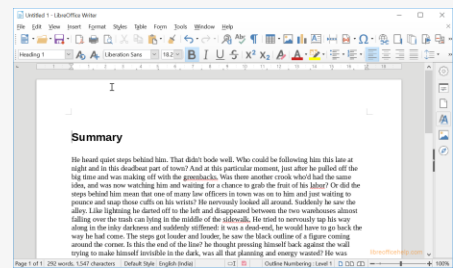 Untitled 1 - LibreOffice Writer
File Edit View Insert Format Styles Table Form Tools Window Help
Heading 1 Liberation Sans 18.2
Summary
He heard quiet steps behind him. That didn't bode well. Who could be following him this late at
night and in this deadbeat part of town? And at this particular moment, just after he pulled off the
big time and was making off with the greenbacks. Was there another crook who'd had the same
idea, and was now watching him and waiting for a chance to grab the fruit of his labor? Or did the
steps behind him mean that one of many law officers in town was on to him and just waiting to
pounce and snap those cuffs on his wrists? He nervously looked all around. Suddenly he saw the
alley. Like lightning he darted off to the left and disappeared between the two warehouses almost
falling over the trash can lying in the middle of the sidewalk. He tried to nervously tap his way
along in the inky darkness and suddenly stiffened: it was a dead-end, he would have to go back the
way he had come. The steps got louder and louder, he saw the black outline of a figure coming
around the corner. Is this the end of the line? he thought pressing himself back against the wall
trying to make himself invisible in the dark, was all that planning and energy wasted? He was
Page 1 of 1 292 words, 1,547 characters Default Style English (India) Outline Numbering : Level 1 100%